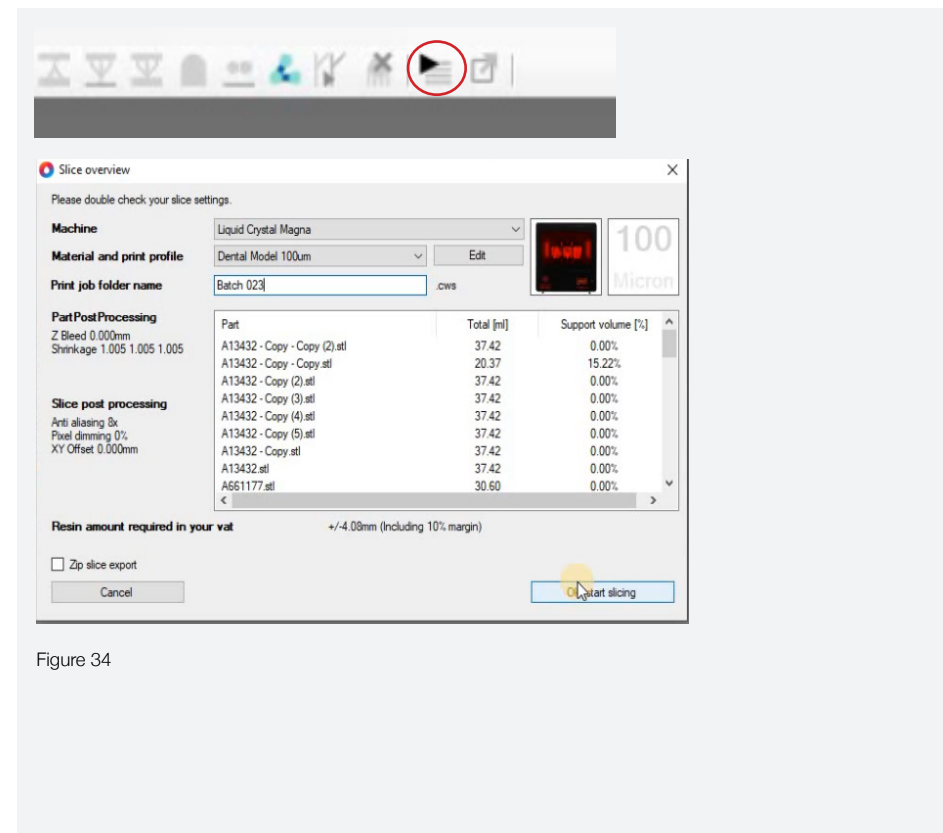 Slice overview
Please double check your slice settings.
Machine Liquid Crystal Magna
Material and print profile Dental Model 100um Edit
Print job folder name Batch 023 .cws
100
Micron
PartPostProcessing
Z Bleed 0.000mm
Shrinkage 1.005 1.005 1.005
Slice post processing
Anti aliasing 8x
Pixel dimming 0%
XY Offset 0.000mm
Part Total [ml] Support volume [%]
A13432 - Copy - Copy (2).stl 37.42 0.00%
A13432 - Copy - Copy.stl 20.37 15.22%
A13432 - Copy (2).stl 37.42 0.00%
A13432 - Copy (3).stl 37.42 0.00%
A13432 - Copy (4).stl 37.42 0.00%
A13432 - Copy (5).stl 37.42 0.00%
A13432 - Copy.stl 37.42 0.00%
A13432.stl 37.42 0.00%
A661177.stl 30.60 0.00%
Resin amount required in your vat +/-4.08mm (Including 10% margin)
Zip slice export
Cancel
slicing
Figure 34